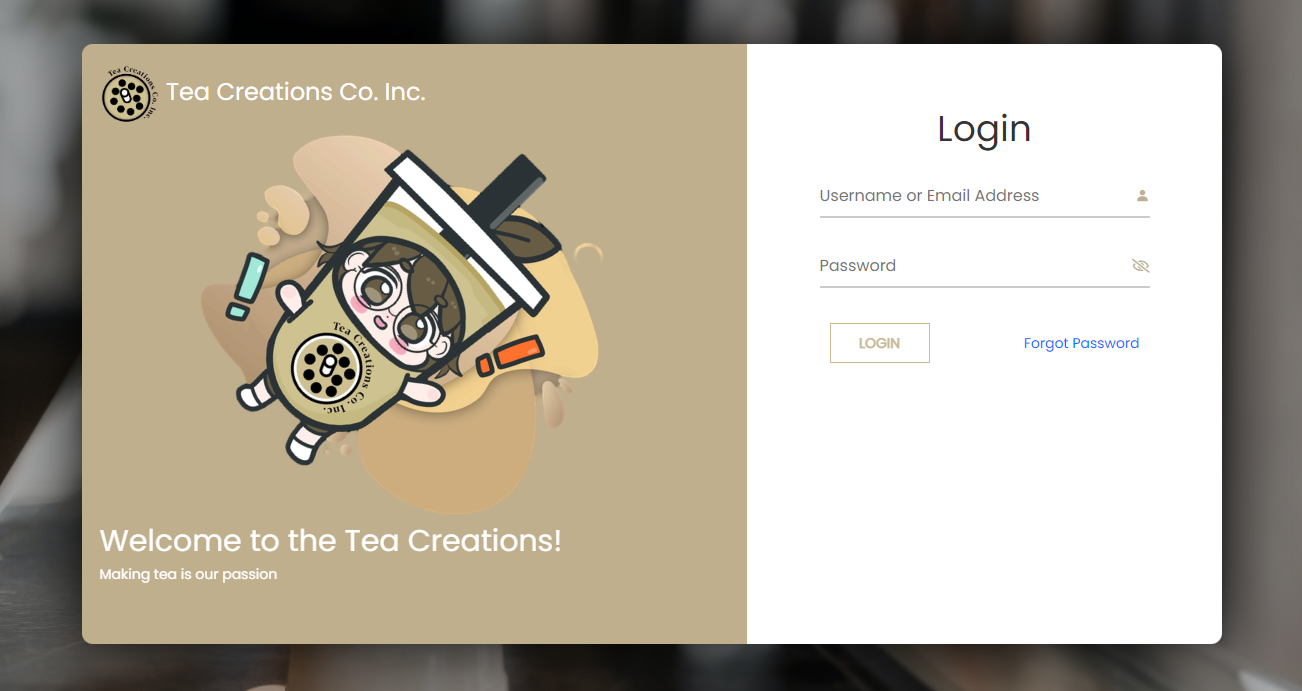 Tea Creations Co. Inc.
Tea Creations Co. Inc.
Tea Creations Co. Inc.
Welcome to the Tea Creations!
Making tea is our passion
Login
Username or Email Address
Password
LOGIN
Forgot Password